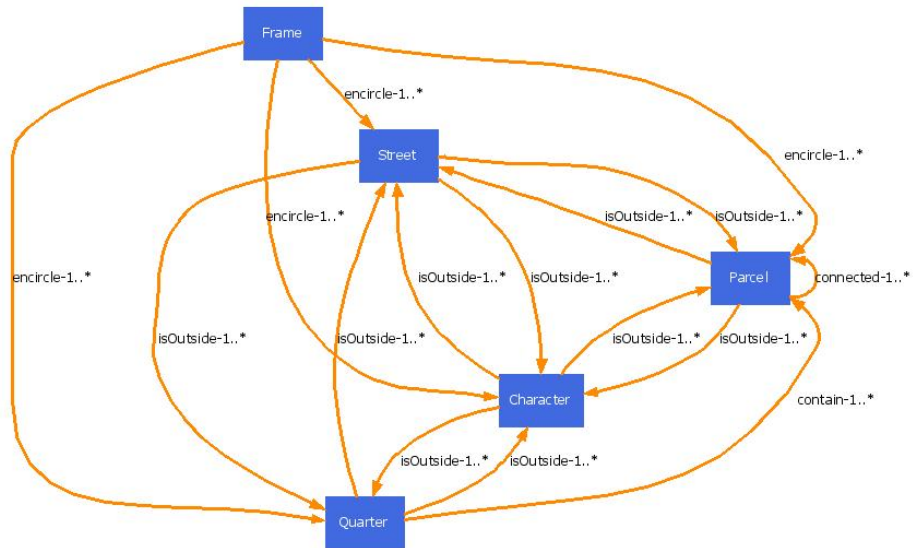 Frame
encircle-1..*
Street
encircle-1..*
encircle-1..*
isOutside-1..*
isOutside-1..*
encircle-1..*
isOutside-1..*
isOutside-1..*
Parcel
connected-1..*
isOutside-1..*
isOutside-1..*
isOutside-1..*
isOutside-1..*
Character
contain-1..*
isOutside-1..*
isOutside-1..*
Quarter